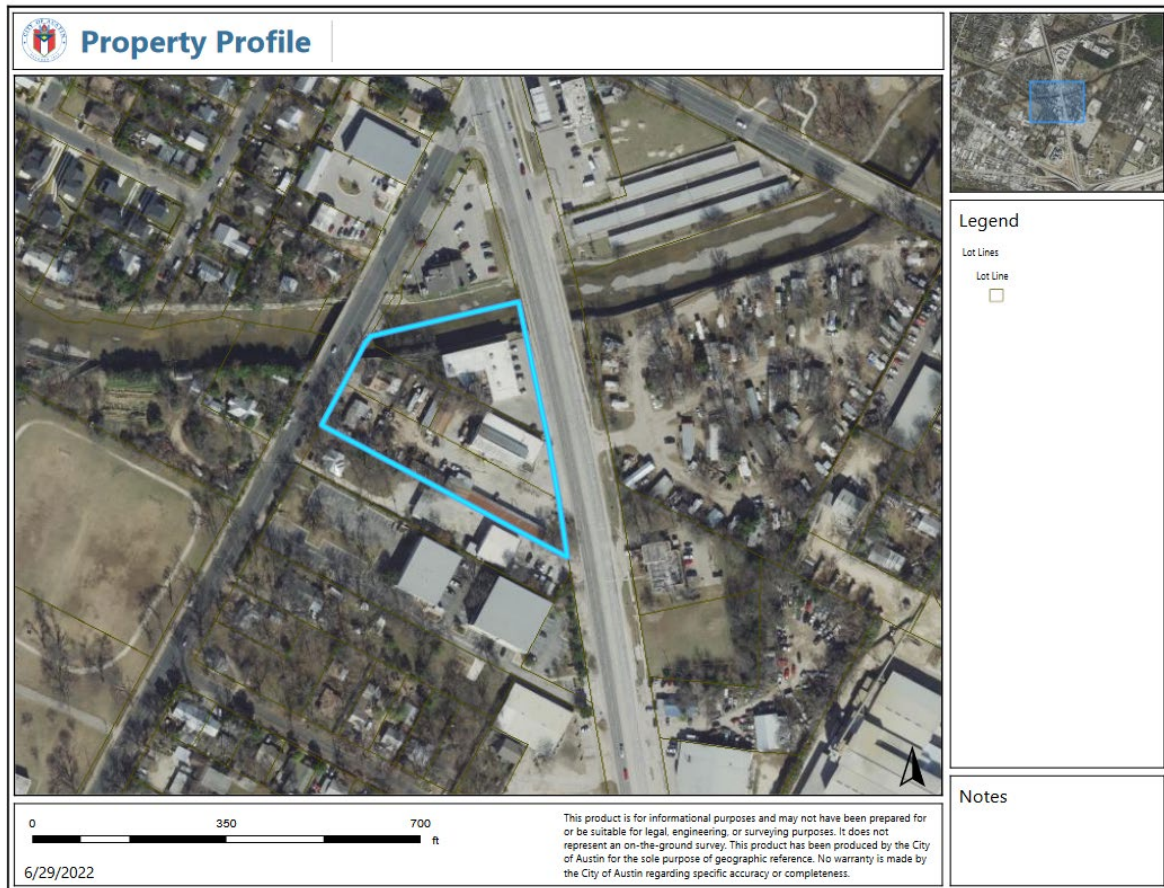 Property Profile
Legend
Lot Lines
Lot Line
Notes
0 350 700
ft
6/29/2022
This product is for informational purposes and may not have been prepared for
or be suitable for legal, engineering, or surveying purposes. It does not
represent an on-the-ground survey. This product has been produced by the City
of Austin for the sole purpose of geographic reference. No warranty is made by
the City of Austin regarding specific accuracy or completeness.